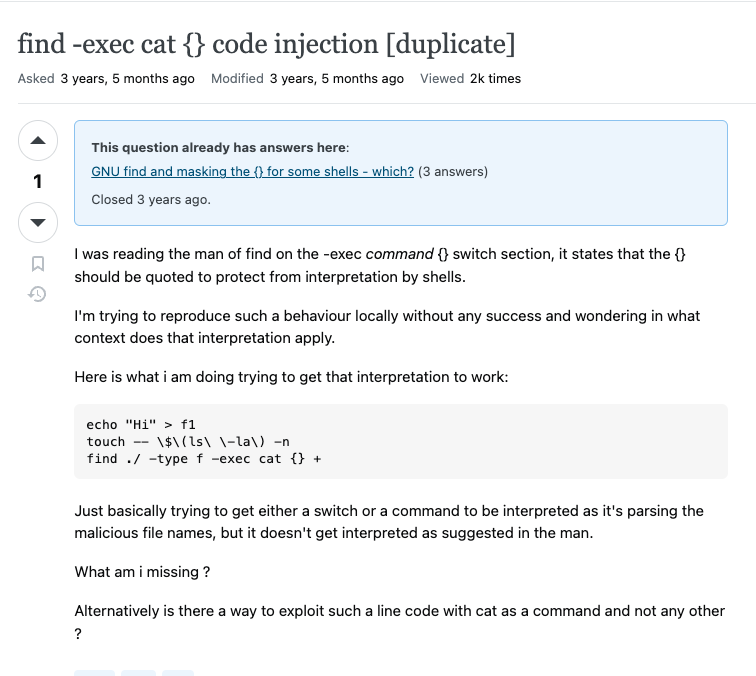 find -exec cat {} code injection [duplicate]
Asked 3 years, 5 months ago Modified 3 years, 5 months ago Viewed 2k times
This question already has answers here:
1
GNU find and masking the {} for some shells - which? (3 answers)
Closed 3 years ago.
I was reading the man of find on the -exec command {} switch section, it states that the {}
should be quoted to protect from interpretation by shells.
I'm trying to reproduce such a behaviour locally without any success and wondering in what
context does that interpretation apply.
Here is what i am doing trying to get that interpretation to work:
echo "Hi" > f1
touch -- \$\(ls\ \-la\) -n
find ./ -type f -exec cat {} +
Just basically trying to get either a switch or a command to be interpreted as it's parsing the
malicious file names, but it doesn't get interpreted as suggested in the man.
What am i missing ?
Alternatively is there a way to exploit such a line code with cat as a command and not any other
?